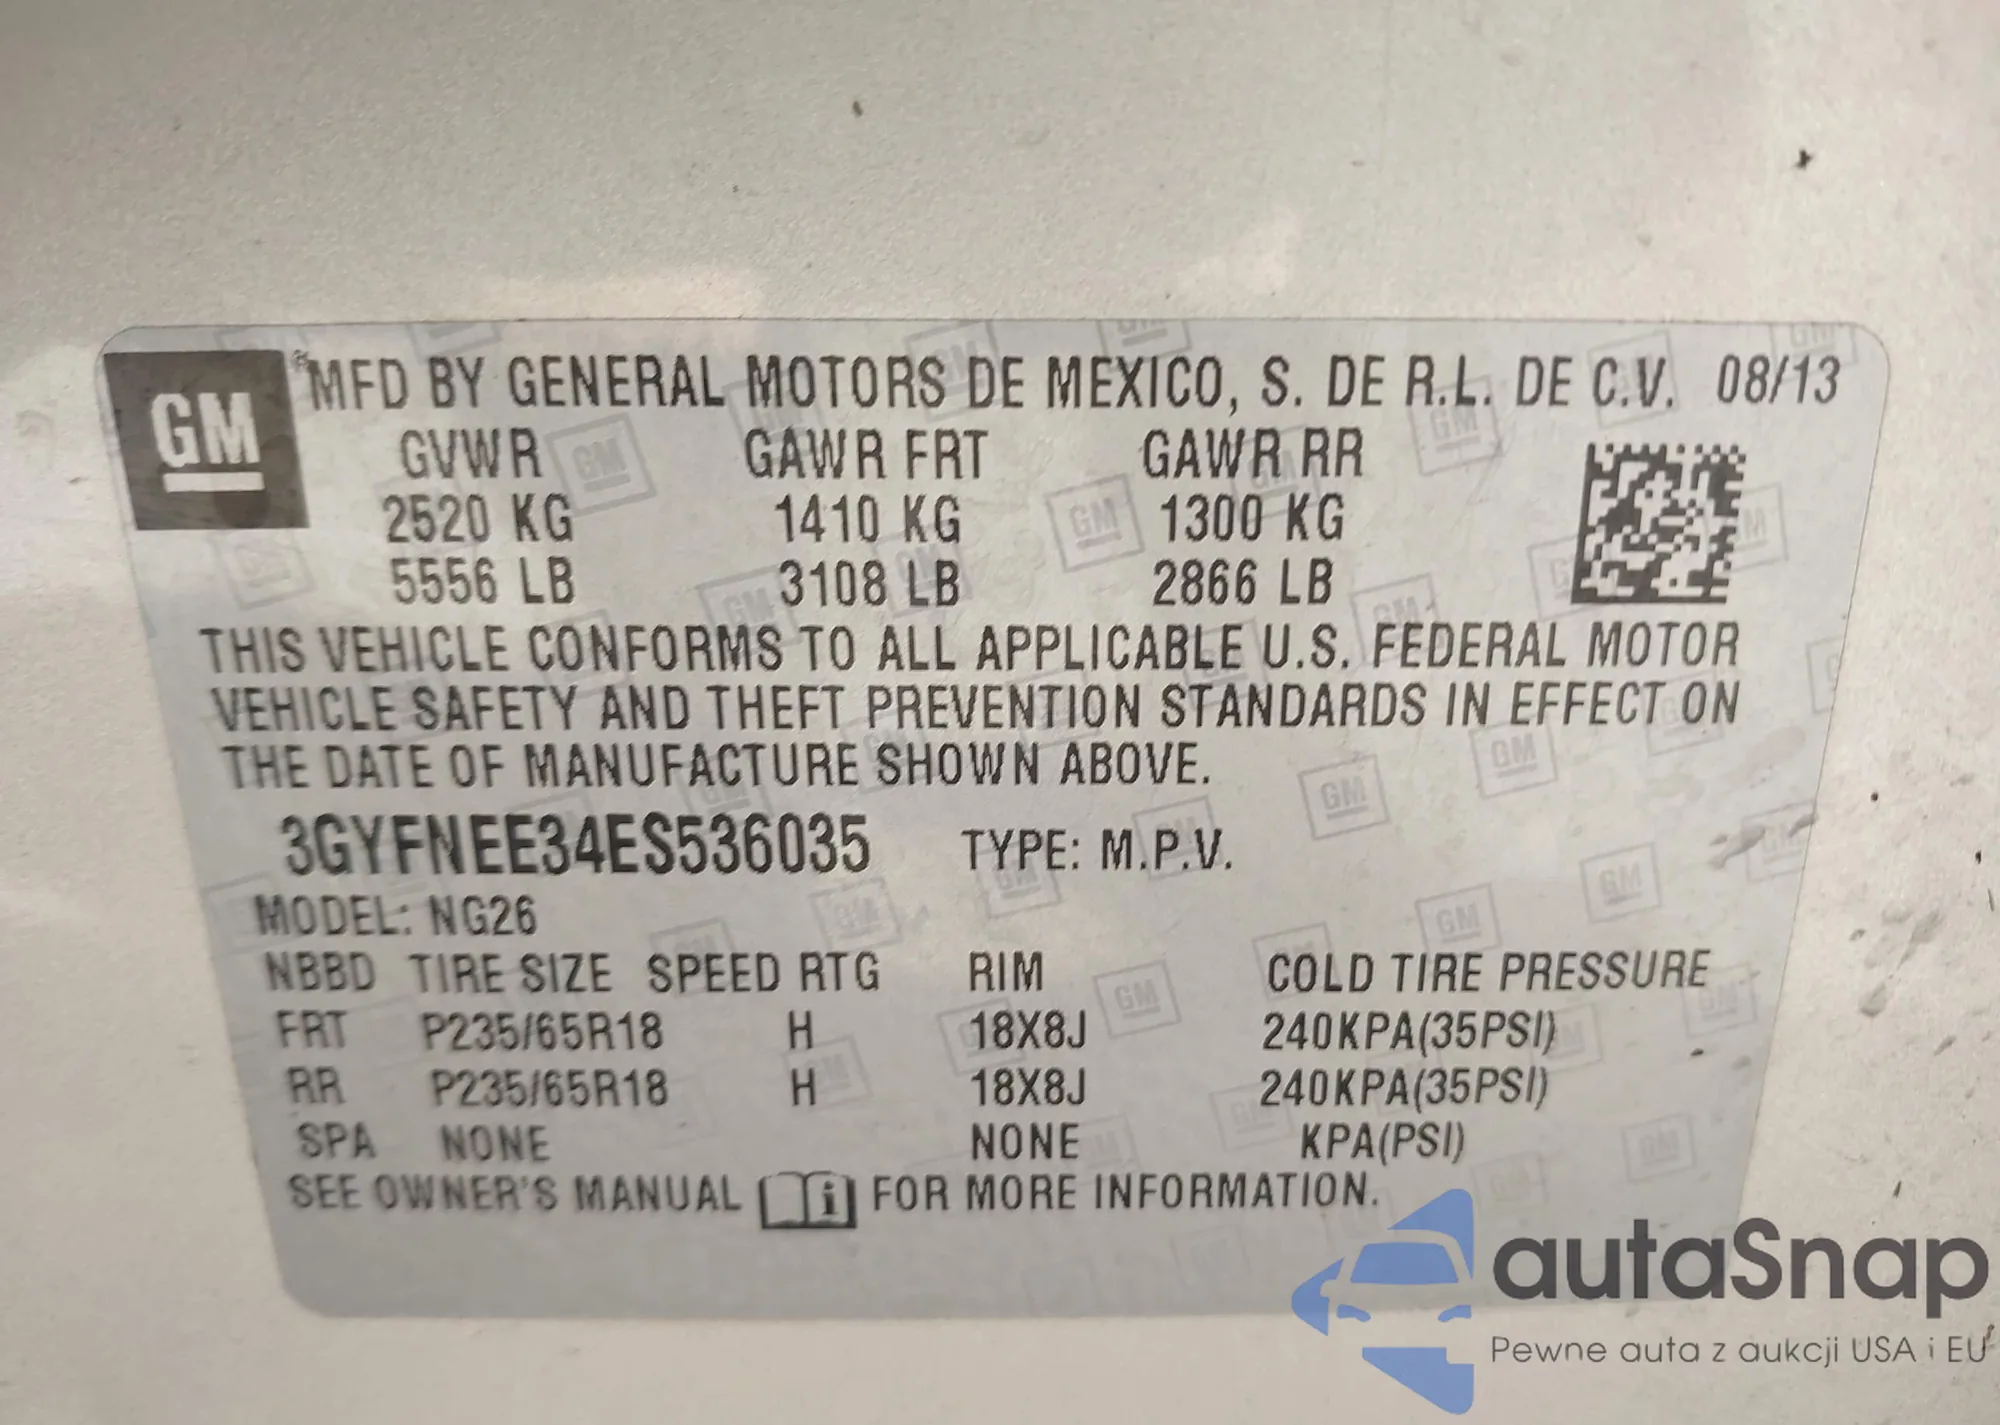 GM ® MFD BY GENERAL MOTORS DE MEXICO, S. DE R.L. DE C.V. 08/13
GVWR GAWR FRT GAWR RR
2520 KG 1410 KG 1300 KG
5556 LB 3108 LB 2866 LB
THIS VEHICLE CONFORMS TO ALL APPLICABLE U.S. FEDERAL MOTOR
VEHICLE SAFETY AND THEFT PREVENTION STANDARDS IN EFFECT ON
THE DATE OF MANUFACTURE SHOWN ABOVE.
3GYFNEE34ES536035 TYPE: M.P.V.
MODEL: NG26
NBBD TIRE SIZE SPEED RTG RIM COLD TIRE PRESSURE
FRT P235/65R18 H 18X8J 240KPA(35PSI)
RR P235/65R18 H 18X8J 240KPA(35PSI)
SPA NONE NONE KPA(PSI)
SEE OWNER'S MANUAL i FOR MORE INFORMATION.
autaSnap
Pewne auta z aukcji USA i EU